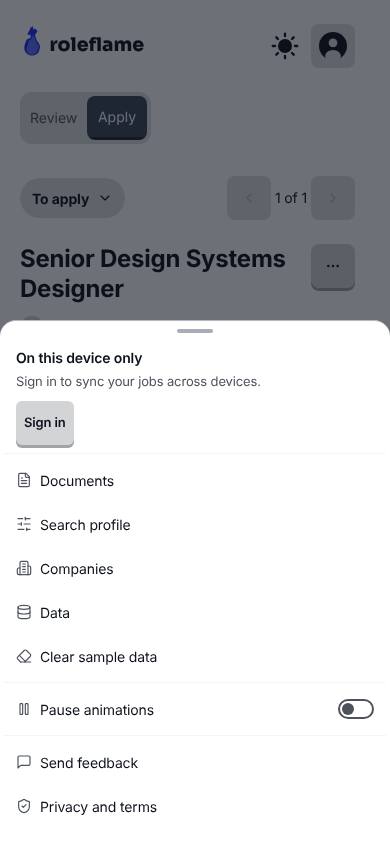 roleflame
Review
Apply
To apply
1 of 1
Senior Design Systems
Designer
...
On this device only
Sign in to sync your jobs across devices.
Sign in
Documents
Search profile
Companies
Data
Clear sample data
Pause animations
Send feedback
Privacy and terms